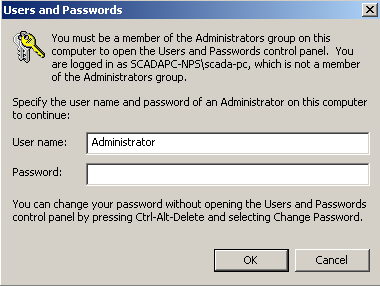 Users and Passwords
You must be a member of the Administrators group on this
computer to open the Users and Passwords control panel. You
are logged in as SCADAPC-NPS\scada-pc, which is not a member
of the Administrators group.
Specify the user name and password of an Administrator on this computer
to continue:
User name: Administrator
Password:
You can change your password without opening the Users and Passwords
control panel by pressing Ctrl-Alt-Delete and selecting Change Password.
OK Cancel